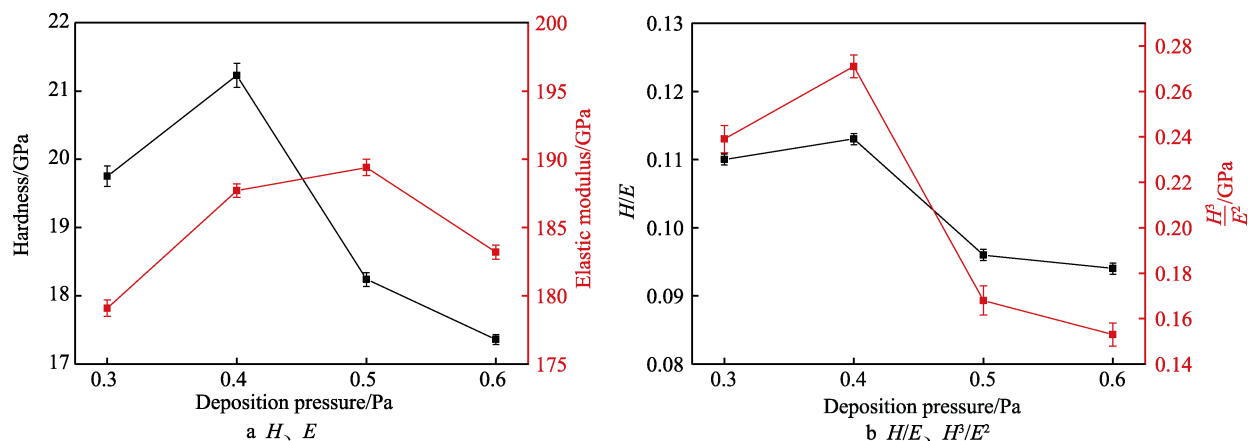 22
21
20
19
18
17
Hardness/GPa
200
195
190
185
180
175
Elastic modulus/GPa
0.3 0.4 0.5 0.6
Deposition pressure/Pa
a H、E
0.13
0.12
0.11
0.10
0.09
0.08
H/E
0.28
0.26
0.24
0.22
0.20
0.18
0.16
0.14
H³/E²/GPa
0.3 0.4 0.5 0.6
Deposition pressure/Pa
b H/E、H³/E²